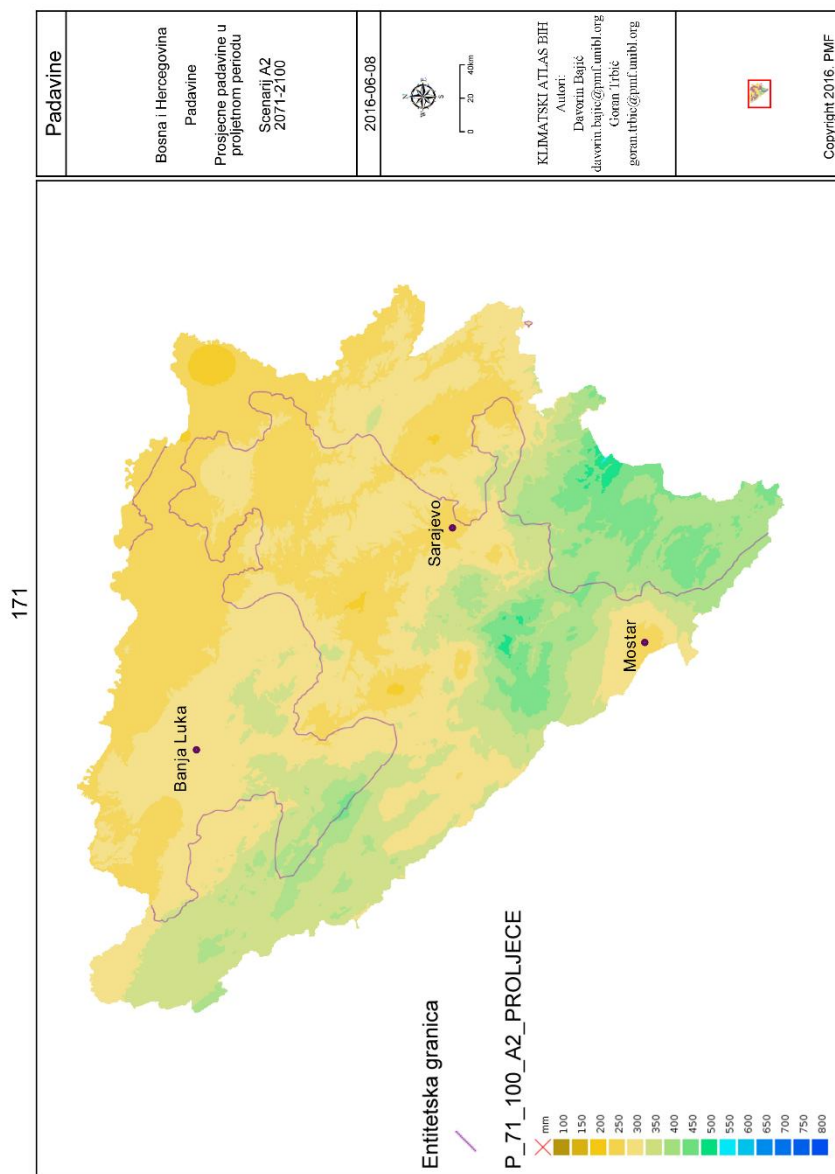 171
Padavine
Bosna i Hercegovina
Padavine
Prosjecne padavine u
proljetnom periodu
Scenarij A2
2071-2100
2016-06-08
N
W
E
S
0 20 40km
KLIMATSKI ATLAS BIH
Autori:
Davorin Bajić
davorin.bajic@pmf.unibl.org
Goran Trbić
goran.trbic@pmf.unibl.org
Copyright 2016. PMF
Banja Luka
Sarajevo
Mostar
Entitetska granica
P_71_100_A2_PROLJECE
mm
100
150
200
250
300
350
400
450
500
550
600
650
700
750
800